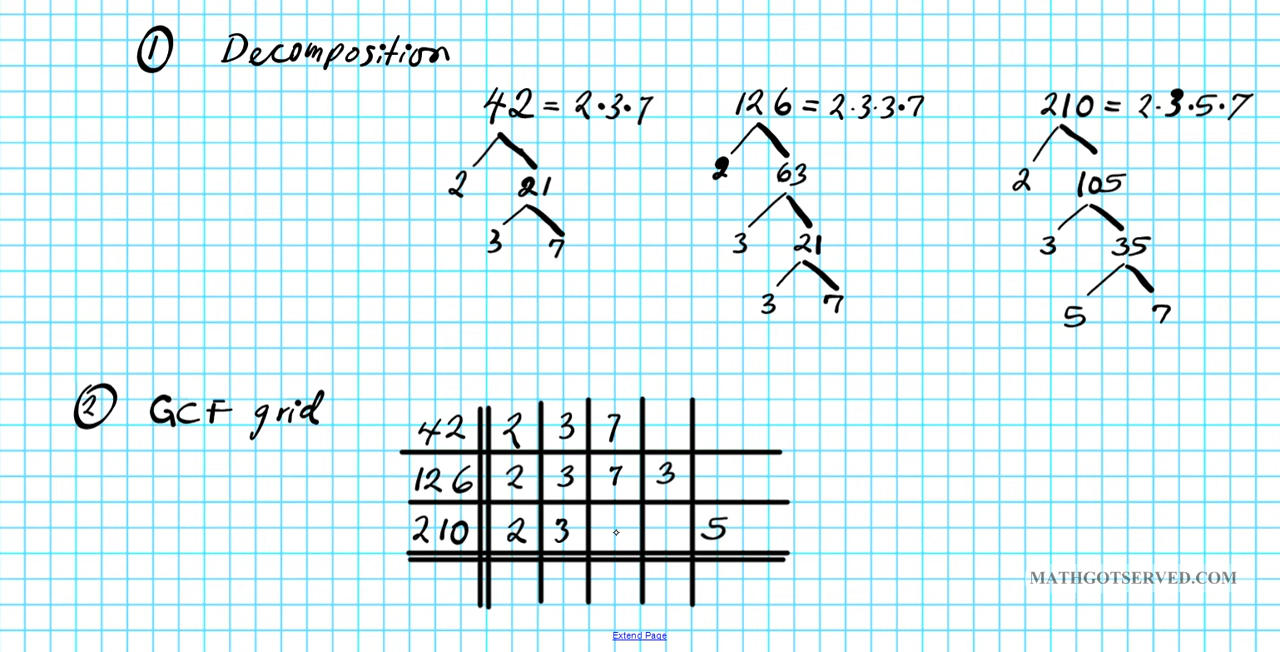 ① Decomposition
42 = 2·3·7 126 = 2·3·3·7 210 = 2·3·5·7
2 21 2 63 2 105
3 7 3 21 3 35
3 7 5 7
② GCF grid
42 2 3 7
126 2 3 7 3
210 2 3 5
MATHGOTSERVED.COM
Extend Page